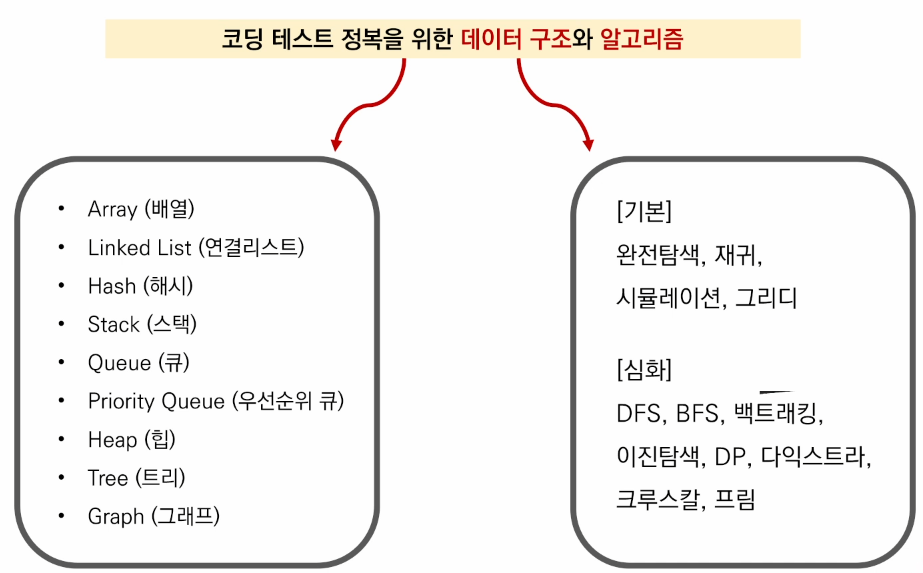 코딩 테스트 정복을 위한 데이터 구조와 알고리즘
• Array (배열)
• Linked List (연결리스트)
• Hash (해시)
• Stack (스택)
• Queue (큐)
• Priority Queue (우선순위 큐)
• Heap (힙)
• Tree (트리)
• Graph (그래프)
[기본]
완전탐색, 재귀,
시뮬레이션, 그리디
[심화]
DFS, BFS, 백트래킹,
이진탐색, DP, 다익스트라,
크루스칼, 프림